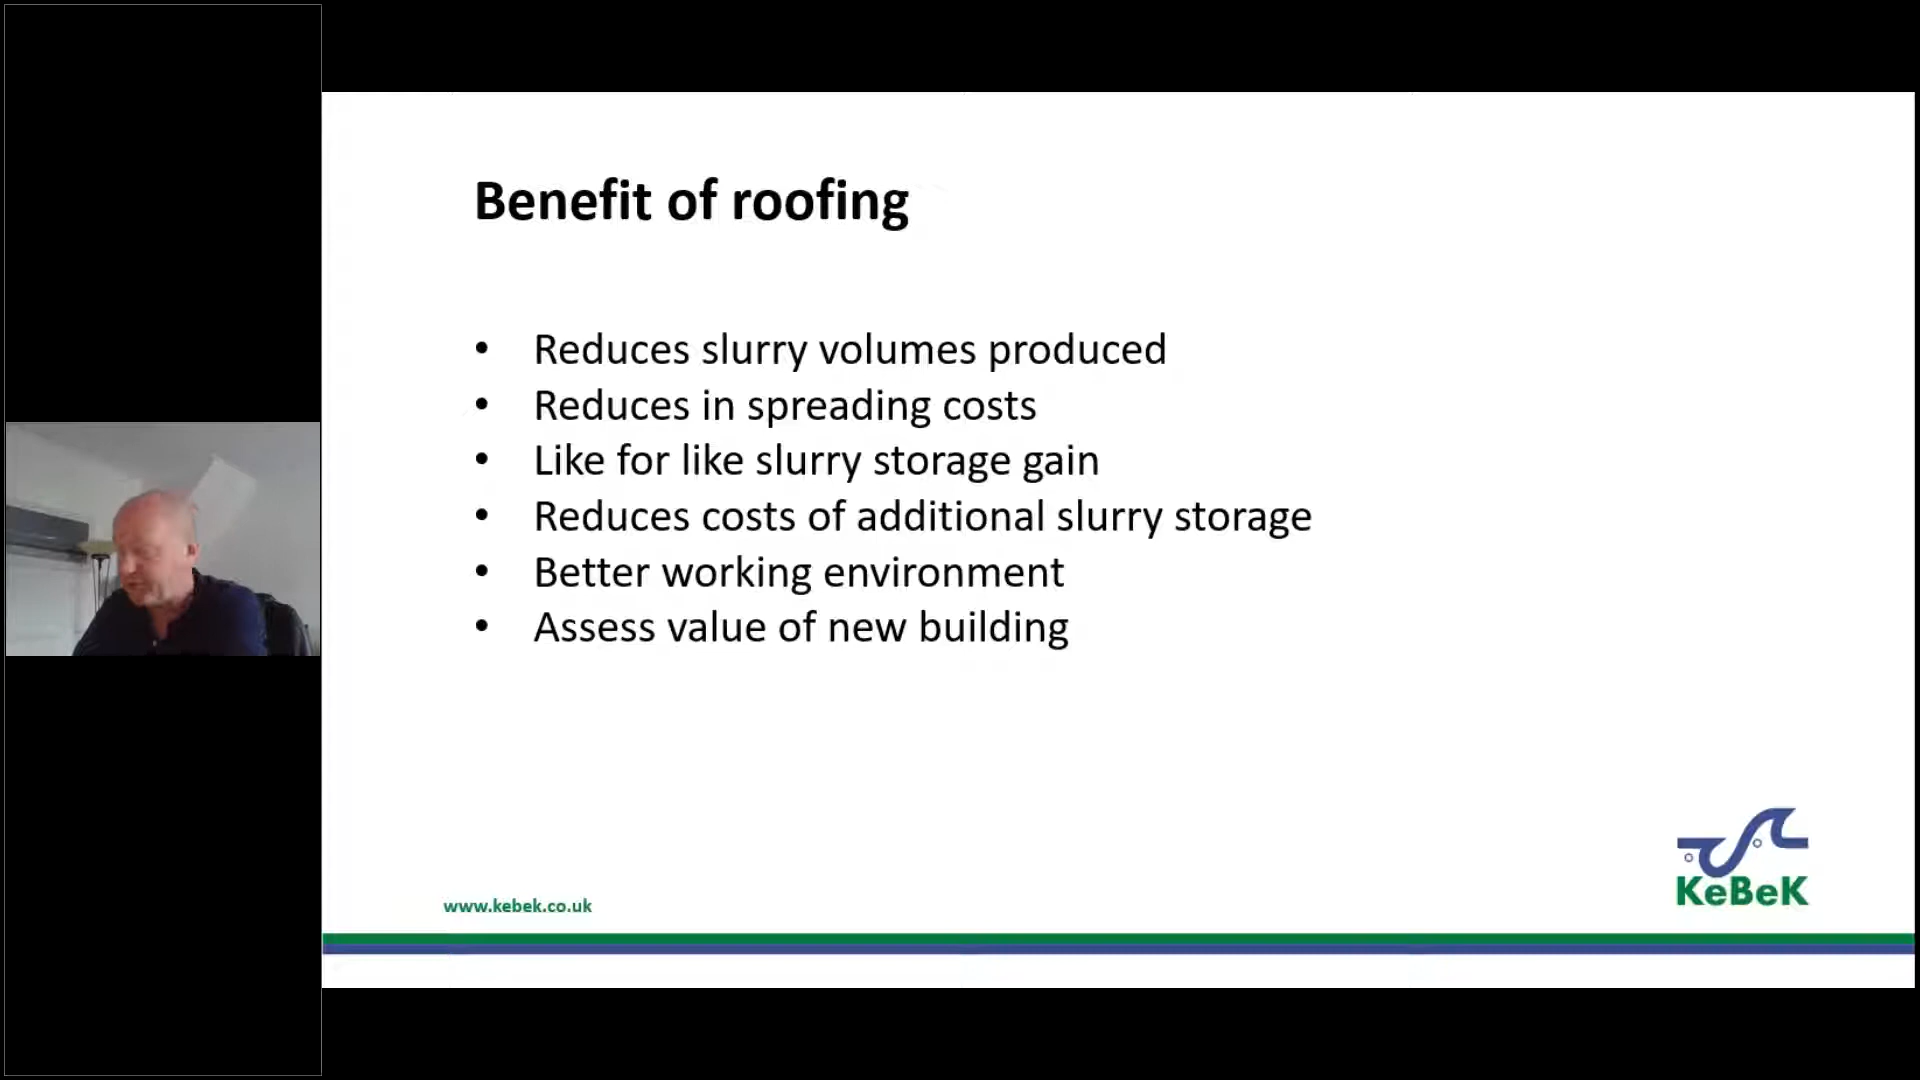 Benefit of roofing
• Reduces slurry volumes produced
• Reduces in spreading costs
• Like for like slurry storage gain
• Reduces costs of additional slurry storage
• Better working environment
• Assess value of new building
www.kebek.co.uk
KeBeK